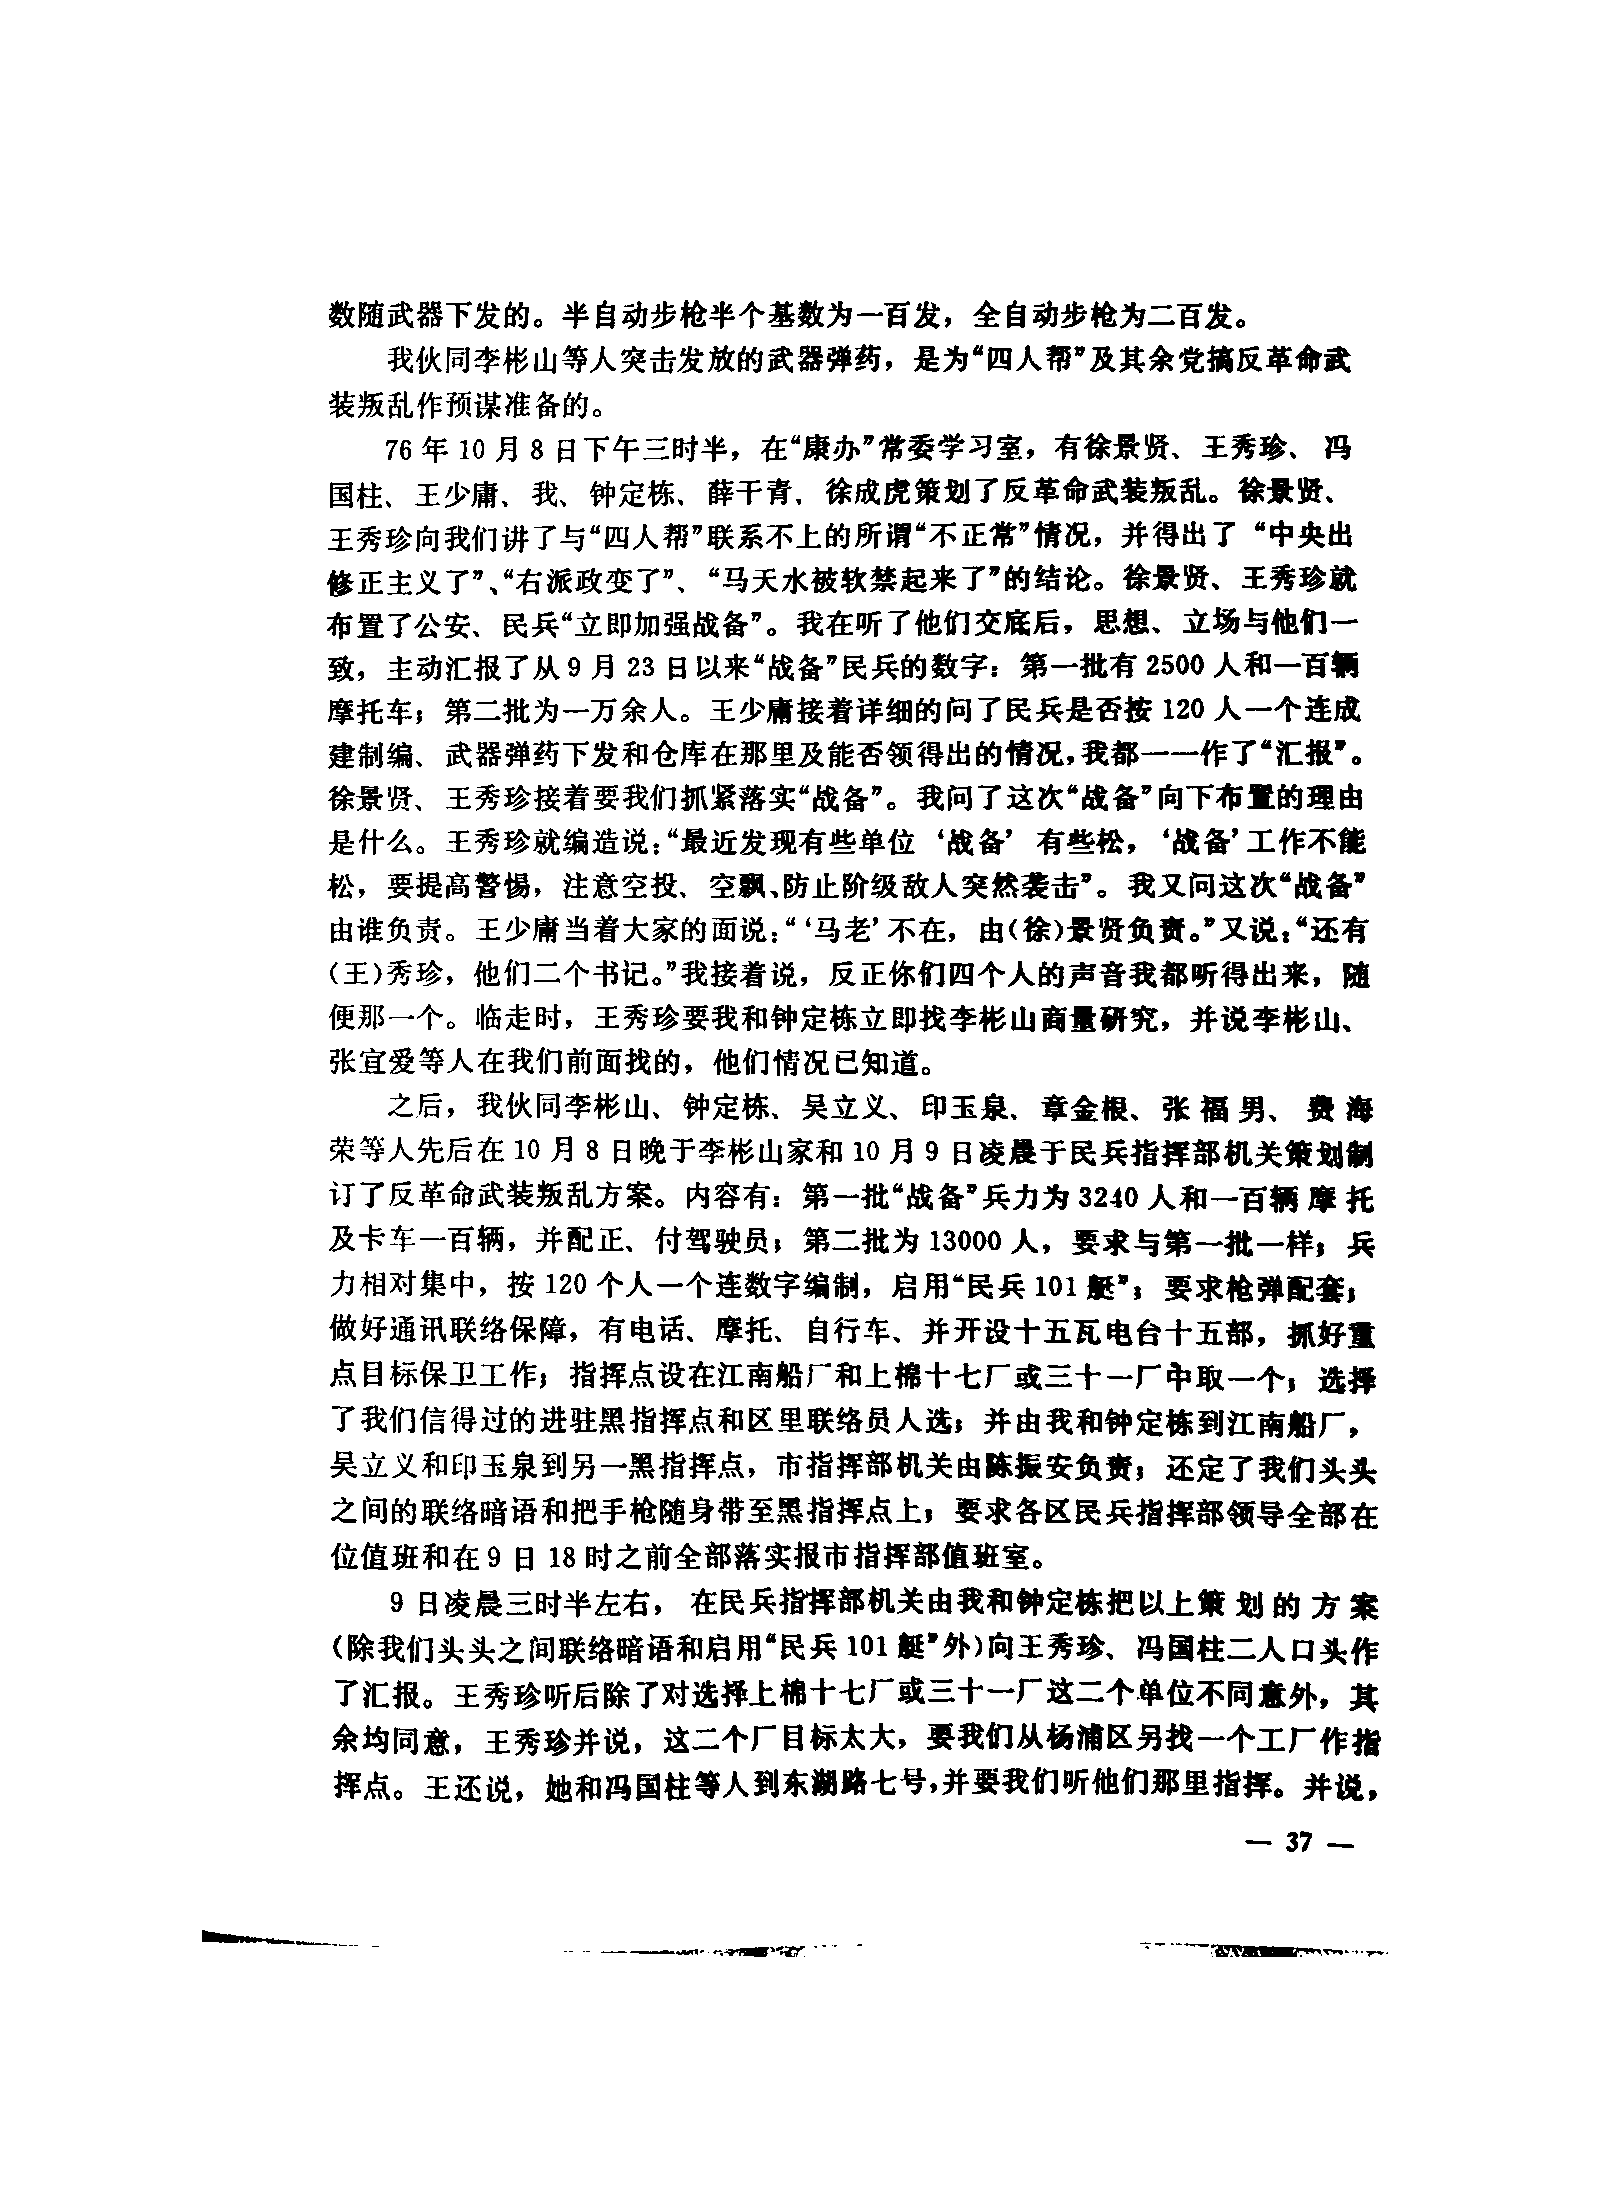 数随武器下发的。半自动步枪半个基数为一百发，全自动步枪为二百发。
我伙同李彬山等人突击发放的武器弹药，是为“四人帮”及其余党搞反革命武
装叛乱作预谋准备的。
76年10月8日下午三时半，在“康办”常委学习室，有徐景贤、王秀珍、冯
国柱、王少庸、我、钟定栋、薛干青、徐成虎策划了反革命武装叛乱。徐景贤、
王秀珍向我们讲了与“四人帮”联系不上的所谓“不正常”情况，并得出了“中央出
修正主义了”、“右派政变了”、“马天水被软禁起来了”的结论。徐景贤、王秀珍就
布置了公安、民兵“立即加强战备”。我在听了他们交底后，思想、立场与他们一
致，主动汇报了从9月23日以来“战备”民兵的数字：第一批有2500人和一百辆
摩托车；第二批为一万余人。王少庸接着详细的问了民兵是否按120人一个连成
建制编、武器弹药下发和仓库在那里及能否领得出的情况，我都一一作了“汇报”。
徐景贤、王秀珍接着要我们抓紧落实“战备”。我问了这次“战备”向下布置的理由
是什么。王秀珍就编造说：“最近发现有些单位‘战备’有些松，‘战备’工作不能
松，要提高警惕，注意空投、空飘、防止阶级敌人突然袭击”。我又问这次“战备”
由谁负责。王少庸当着大家的面说：“‘马老’不在，由(徐)景贤负责。”又说：“还有
(王)秀珍，他们二个书记。”我接着说，反正你们四个人的声音我都听得出来，随
便那一个。临走时，王秀珍要我和钟定栋立即找李彬山商量研究，并说李彬山、
张宜爱等人在我们前面找的，他们情况已知道。
之后，我伙同李彬山、钟定栋、吴立义、印玉泉、章金根、张福男、费海
荣等人先后在10月8日晚于李彬山家和10月9日凌晨于民兵指挥部机关策划制
订了反革命武装叛乱方案。内容有：第一批“战备”兵力为3240人和一百辆摩托
及卡车一百辆，并配正、付驾驶员；第二批为13000人，要求与第一批一样；兵
力相对集中，按120个人一个连数字编制，启用“民兵101艇”；要求枪弹配套；
做好通讯联络保障，有电话、摩托、自行车、并开设十五瓦电台十五部，抓好重
点目标保卫工作；指挥点设在江南船厂和上棉十七厂或三十一厂中取一个；选择
了我们信得过的进驻黑指挥点和区里联络员人选；并由我和钟定栋到江南船厂，
吴立义和印玉泉到另一黑指挥点，市指挥部机关由陈振安负责；还定了我们头头
之间的联络暗语和把手枪随身带至黑指挥点上；要求各区民兵指挥部领导全部在
位值班和在9日18时之前全部落实报市指挥部值班室。
9日凌晨三时半左右，在民兵指挥部机关由我和钟定栋把以上策划的方案
(除我们头头之间联络暗语和启用“民兵101艇”外)向王秀珍、冯国柱二人口头作
了汇报。王秀珍听后除了对选择上棉十七厂或三十一厂这二个单位不同意外，其
余均同意，王秀珍并说，这二个厂目标太大，要我们从杨浦区另找一个工厂作指
挥点。王还说，她和冯国柱等人到东湖路七号，并要我们听他们那里指挥。并说，
— 37 —